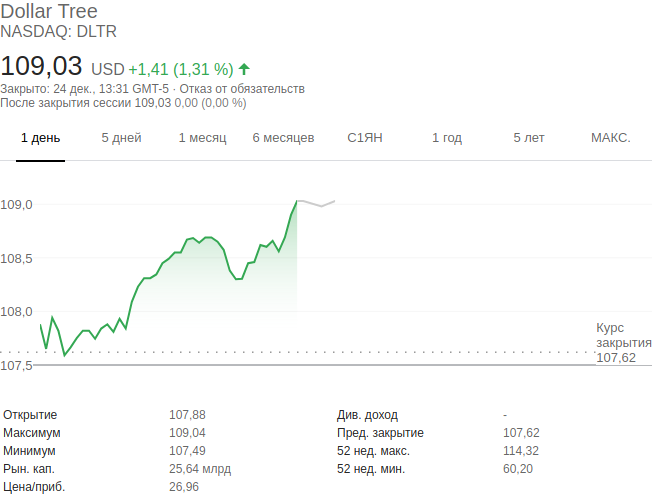 Dollar Tree
NASDAQ: DLTR
109,03 USD +1,41 (1,31 %)
Закрыто: 24 дек., 13:31 GMT-5 · Отказ от обязательств
После закрытия сессии 109,03 0,00 (0,00 %)
1 день 5 дней 1 месяц 6 месяцев С1ЯН 1 год 5 лет МАКС.
109,0
108,5
108,0
107,5
Курс
закрытия
107,62
Открытие 107,88 Див. доход -
Максимум 109,04 Пред. закрытие 107,62
Минимум 107,49 52 нед. макс. 114,32
Рын. кап. 25,64 млрд 52 нед. мин. 60,20
Цена/приб. 26,96